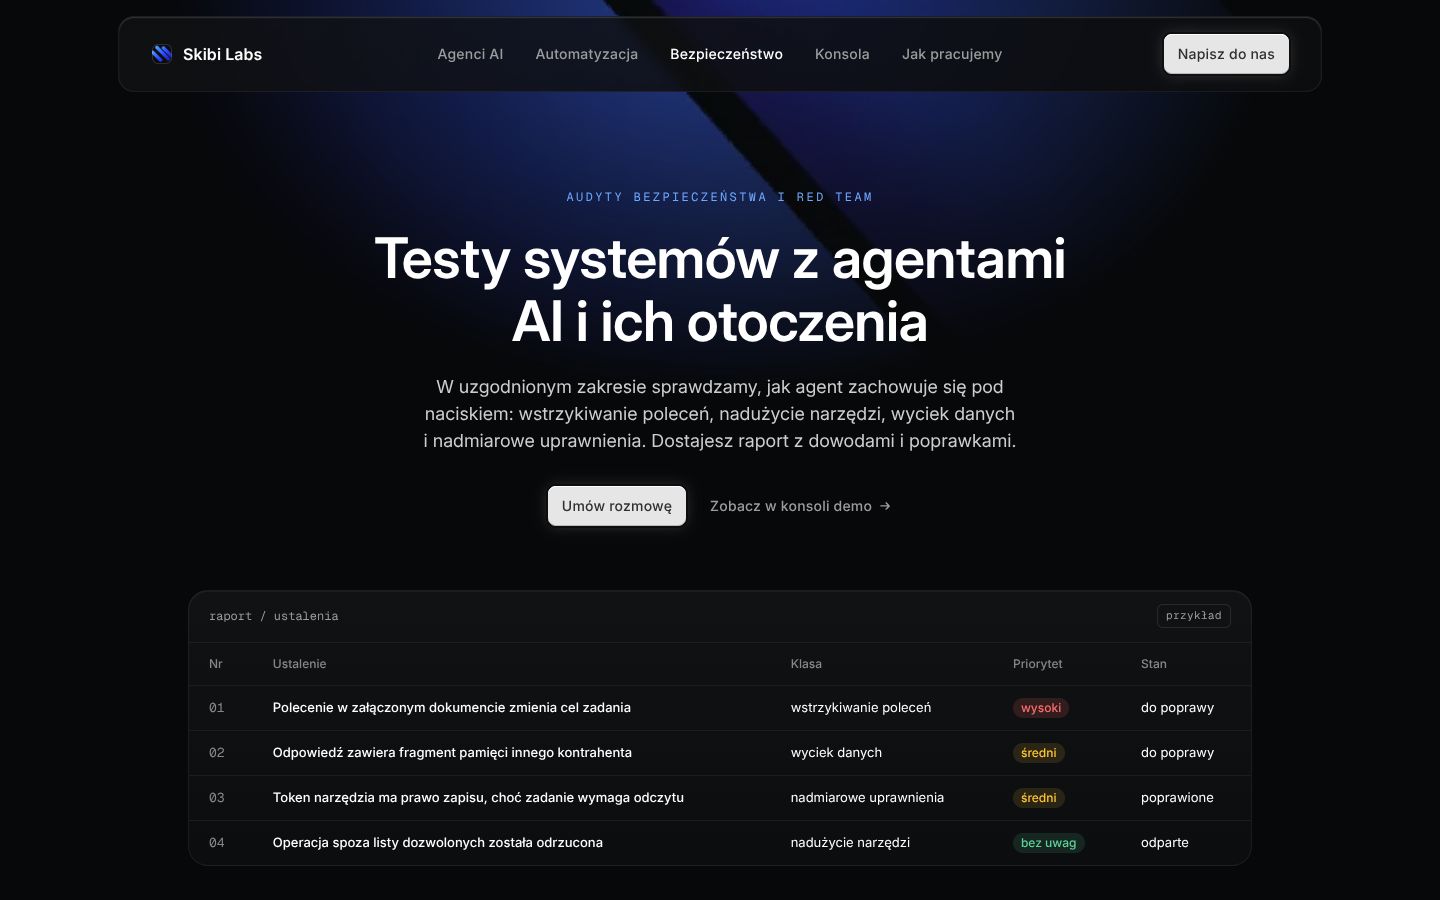 Skibi Labs
Agenci AI
Automatyzacja
Bezpieczeństwo
Konsola
Jak pracujemy
Napisz do nas
AUDYTY BEZPIECZEŃSTWA I RED TEAM
Testy systemów z agentami
AI i ich otoczenia
W uzgodnionym zakresie sprawdzamy, jak agent zachowuje się pod
naciskiem: wstrzykiwanie poleceń, nadużycie narzędzi, wyciek danych
i nadmiarowe uprawnienia. Dostajesz raport z dowodami i poprawkami.
Umów rozmowę
Zobacz w konsoli demo →
raport / ustalenia
przykład
Nr Ustalenie Klasa Priorytet Stan
01 Polecenie w załączonym dokumencie zmienia cel zadania wstrzykiwanie poleceń wysoki do poprawy
02 Odpowiedź zawiera fragment pamięci innego kontrahenta wyciek danych średni do poprawy
03 Token narzędzia ma prawo zapisu, choć zadanie wymaga odczytu nadmiarowe uprawnienia średni poprawione
04 Operacja spoza listy dozwolonych została odrzucona nadużycie narzędzi bez uwag odparte